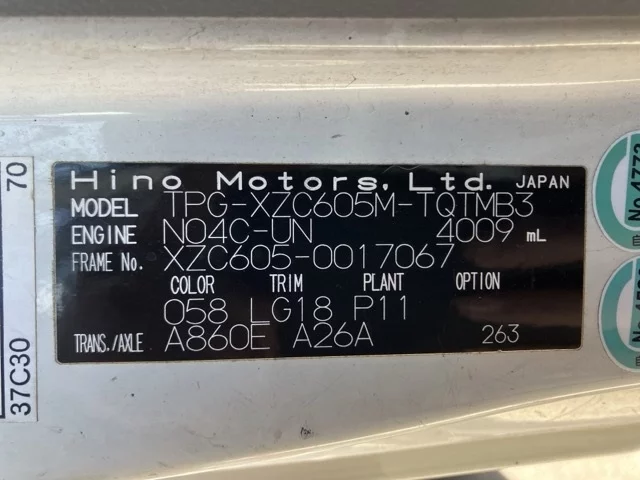 Hino Motors, Ltd. JAPAN
MODEL TPG-XZC605M-TQTMB3
ENGINE N04C-UN 4009 mL
FRAME No. XZC605-0017067
COLOR TRIM PLANT OPTION
058 LG18 P11
TRANS./AXLE A860E A26A 263
70
37C30